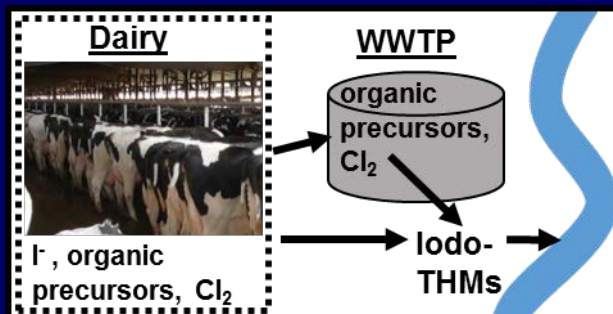 Dairy
WWTP
organic
precursors,
Cl₂
I⁻, organic
precursors, Cl₂
Iodo-
THMs